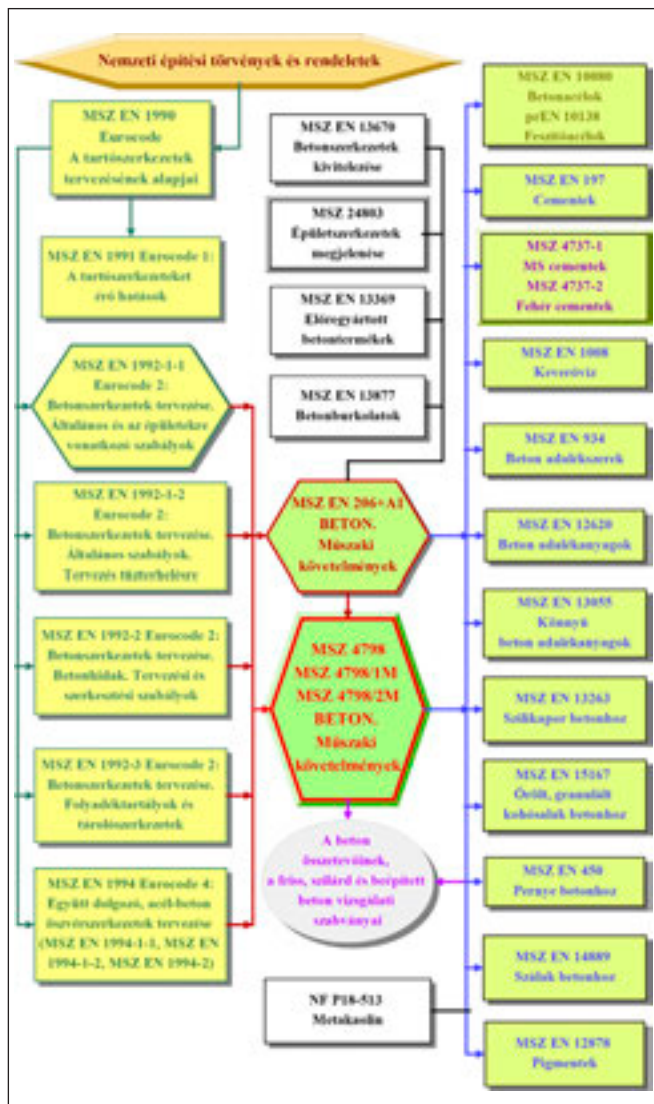 Nemzeti építési törvények és rendeletek
MSZ EN 1990
Eurocode
A tartószerkezetek
tervezésének alapjai
MSZ EN 1991 Eurocode 1:
A tartószerkezeteket
érő hatások
MSZ EN 1992-1-1
Eurocode 2:
Betonszerkezetek tervezése.
Általános és az épületekre
vonatkozó szabályok
MSZ EN 1992-1-2
Eurocode 2:
Betonszerkezetek tervezése.
Általános szabályok.
Tervezés tűzterhelésre
MSZ EN 1992-2 Eurocode 2:
Betonszerkezetek tervezése.
Betonhidak. Tervezési és
szerkesztési szabályok
MSZ EN 1992-3 Eurocode 2:
Betonszerkezetek tervezése.
Folyadéktartályok és
tárolószerkezetek
MSZ EN 1994 Eurocode 4:
Együtt dolgozó, acél-beton
öszvérszerkezetek tervezése
(MSZ EN 1994-1-1, MSZ EN
1994-1-2, MSZ EN 1994-2)
MSZ EN 13670
Betonszerkezetek
kivitelezése
MSZ 24803
Épületszerkezetek
megjelenése
MSZ EN 13369
Előregyártott
betontermékek
MSZ EN 13877
Betonburkolatok
MSZ EN 206+A1
BETON.
Műszaki
követelmények
MSZ 4798
MSZ 4798/1M
MSZ 4798/2M
BETON.
Műszaki
követelmények
A beton
összetevőinek,
a friss, szilárd és beépített
beton vizsgálati
szabványai
NF P18-513
Metakaolin
MSZ EN 10080
Betonacélok
prEN 10138
Feszítőacélok
MSZ EN 197
Cementek
MSZ 4737-1
MS cementek
MSZ 4737-2
Fehér cementek
MSZ EN 1008
Keverővíz
MSZ EN 934
Beton adalékszerek
MSZ EN 12620
Beton adalékanyagok
MSZ EN 13055
Könnyű
beton adalékanyagok
MSZ EN 13263
Szilikapor betonhoz
MSZ EN 15167
Őrölt, granulált
kohósalak betonhoz
MSZ EN 450
Pernye betonhoz
MSZ EN 14889
Szálak betonhoz
MSZ EN 12878
Pigmentek